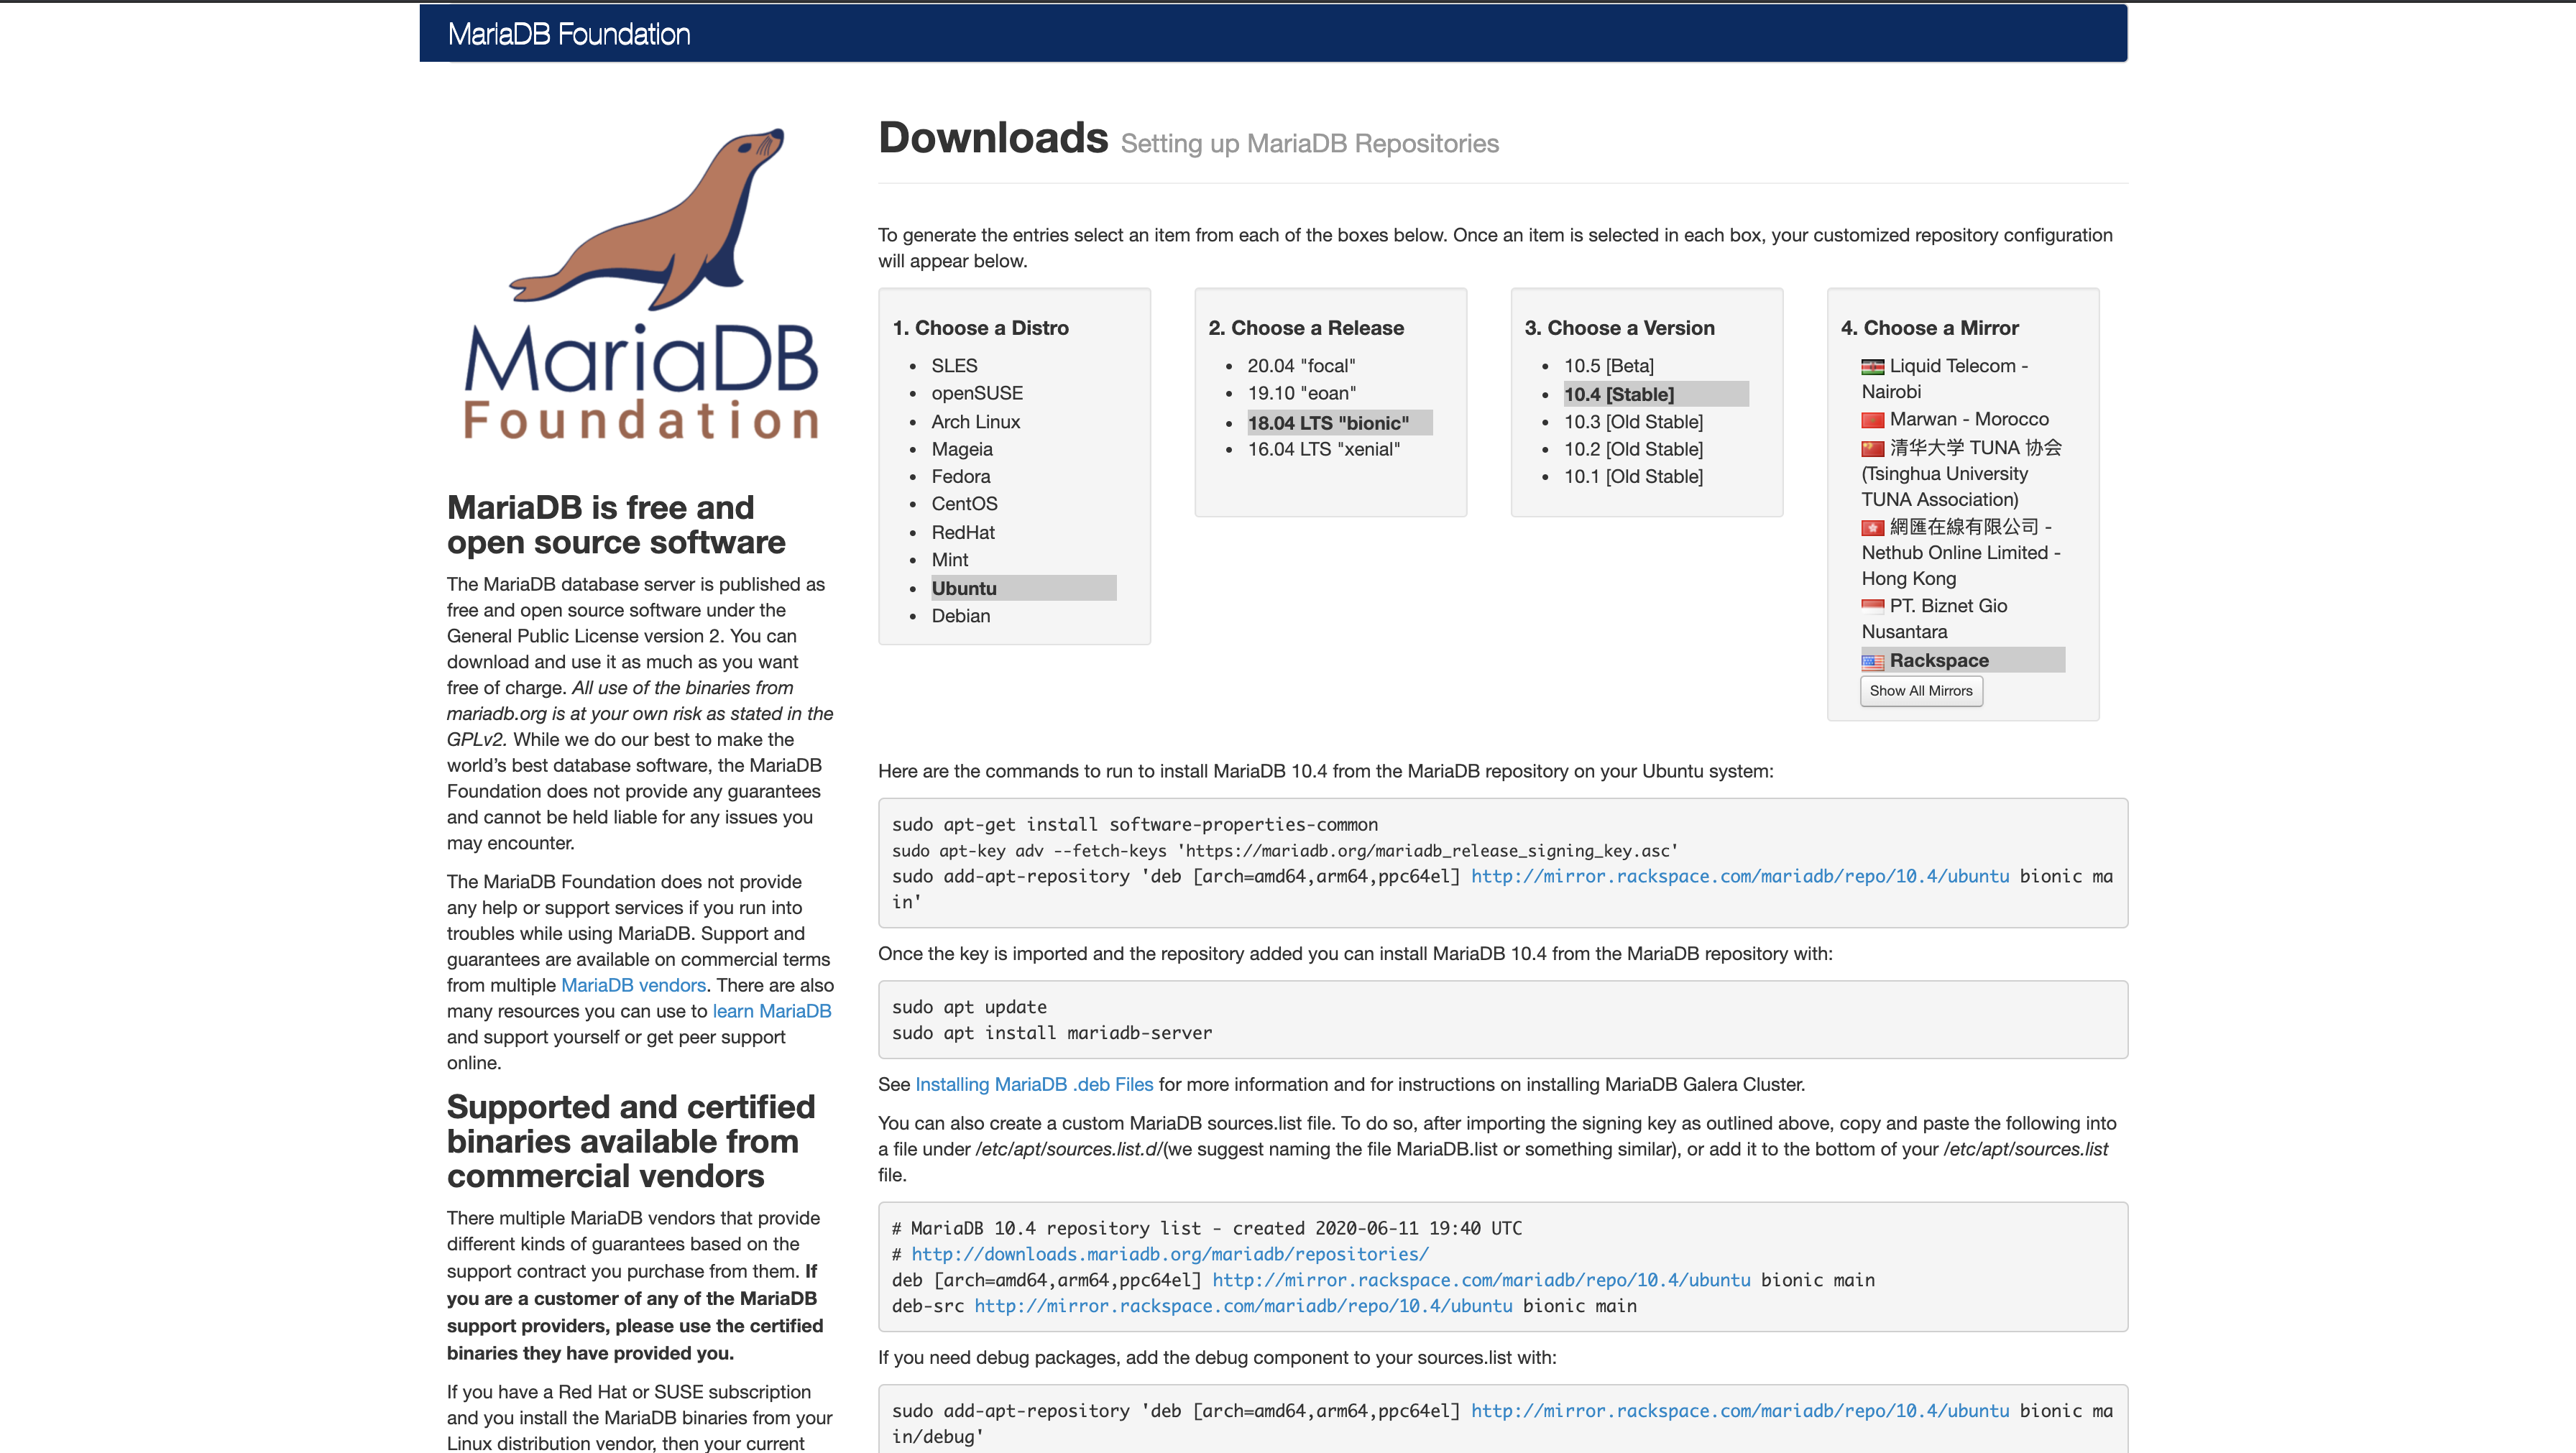 MariaDB Foundation
MariaDB
Foundation
MariaDB is free and
open source software
The MariaDB database server is published as
free and open source software under the
General Public License version 2. You can
download and use it as much as you want
free of charge. All use of the binaries from
mariadb.org is at your own risk as stated in the
GPLv2. While we do our best to make the
world’s best database software, the MariaDB
Foundation does not provide any guarantees
and cannot be held liable for any issues you
may encounter.
The MariaDB Foundation does not provide
any help or support services if you run into
troubles while using MariaDB. Support and
guarantees are available on commercial terms
from multiple MariaDB vendors. There are also
many resources you can use to learn MariaDB
and support yourself or get peer support
online.
Supported and certified
binaries available from
commercial vendors
There multiple MariaDB vendors that provide
different kinds of guarantees based on the
support contract you purchase from them. If
you are a customer of any of the MariaDB
support providers, please use the certified
binaries they have provided you.
If you have a Red Hat or SUSE subscription
and you install the MariaDB binaries from your
Linux distribution vendor, then your current
Downloads Setting up MariaDB Repositories
To generate the entries select an item from each of the boxes below. Once an item is selected in each box, your customized repository configuration
will appear below.
1. Choose a Distro
SLES
openSUSE
Arch Linux
Mageia
Fedora
CentOS
RedHat
Mint
Ubuntu
Debian
2. Choose a Release
20.04 "focal"
19.10 "eoan"
18.04 LTS "bionic"
16.04 LTS "xenial"
3. Choose a Version
10.5 [Beta]
10.4 [Stable]
10.3 [Old Stable]
10.2 [Old Stable]
10.1 [Old Stable]
4. Choose a Mirror
Liquid Telecom -
Nairobi
Marwan - Morocco
清华大学 TUNA 协会
(Tsinghua University
TUNA Association)
網匯在線有限公司 -
Nethub Online Limited -
Hong Kong
PT. Biznet Gio
Nusantara
Rackspace
Show All Mirrors
Here are the commands to run to install MariaDB 10.4 from the MariaDB repository on your Ubuntu system:
sudo apt-get install software-properties-common
sudo apt-key adv --fetch-keys 'https://mariadb.org/mariadb_release_signing_key.asc'
sudo add-apt-repository 'deb [arch=amd64,arm64,ppc64el] http://mirror.rackspace.com/mariadb/repo/10.4/ubuntu bionic ma
in'
Once the key is imported and the repository added you can install MariaDB 10.4 from the MariaDB repository with:
sudo apt update
sudo apt install mariadb-server
See Installing MariaDB .deb Files for more information and for instructions on installing MariaDB Galera Cluster.
You can also create a custom MariaDB sources.list file. To do so, after importing the signing key as outlined above, copy and paste the following into
a file under /etc/apt/sources.list.d/(we suggest naming the file MariaDB.list or something similar), or add it to the bottom of your /etc/apt/sources.list
file.
# MariaDB 10.4 repository list - created 2020-06-11 19:40 UTC
# http://downloads.mariadb.org/mariadb/repositories/
deb [arch=amd64,arm64,ppc64el] http://mirror.rackspace.com/mariadb/repo/10.4/ubuntu bionic main
deb-src http://mirror.rackspace.com/mariadb/repo/10.4/ubuntu bionic main
If you need debug packages, add the debug component to your sources.list with:
sudo add-apt-repository 'deb [arch=amd64,arm64,ppc64el] http://mirror.rackspace.com/mariadb/repo/10.4/ubuntu bionic ma
in/debug'